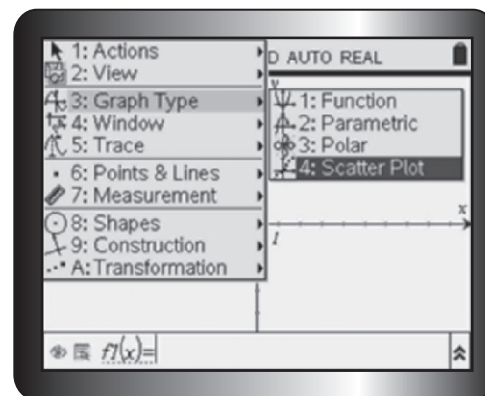 1: Actions
2: View
3: Graph Type
4: Window
5: Trace
6: Points & Lines
7: Measurement
8: Shapes
9: Construction
A: Transformation
D AUTO REAL
y
1: Function
2: Parametric
3: Polar
4: Scatter Plot
x
1
f1(x)=